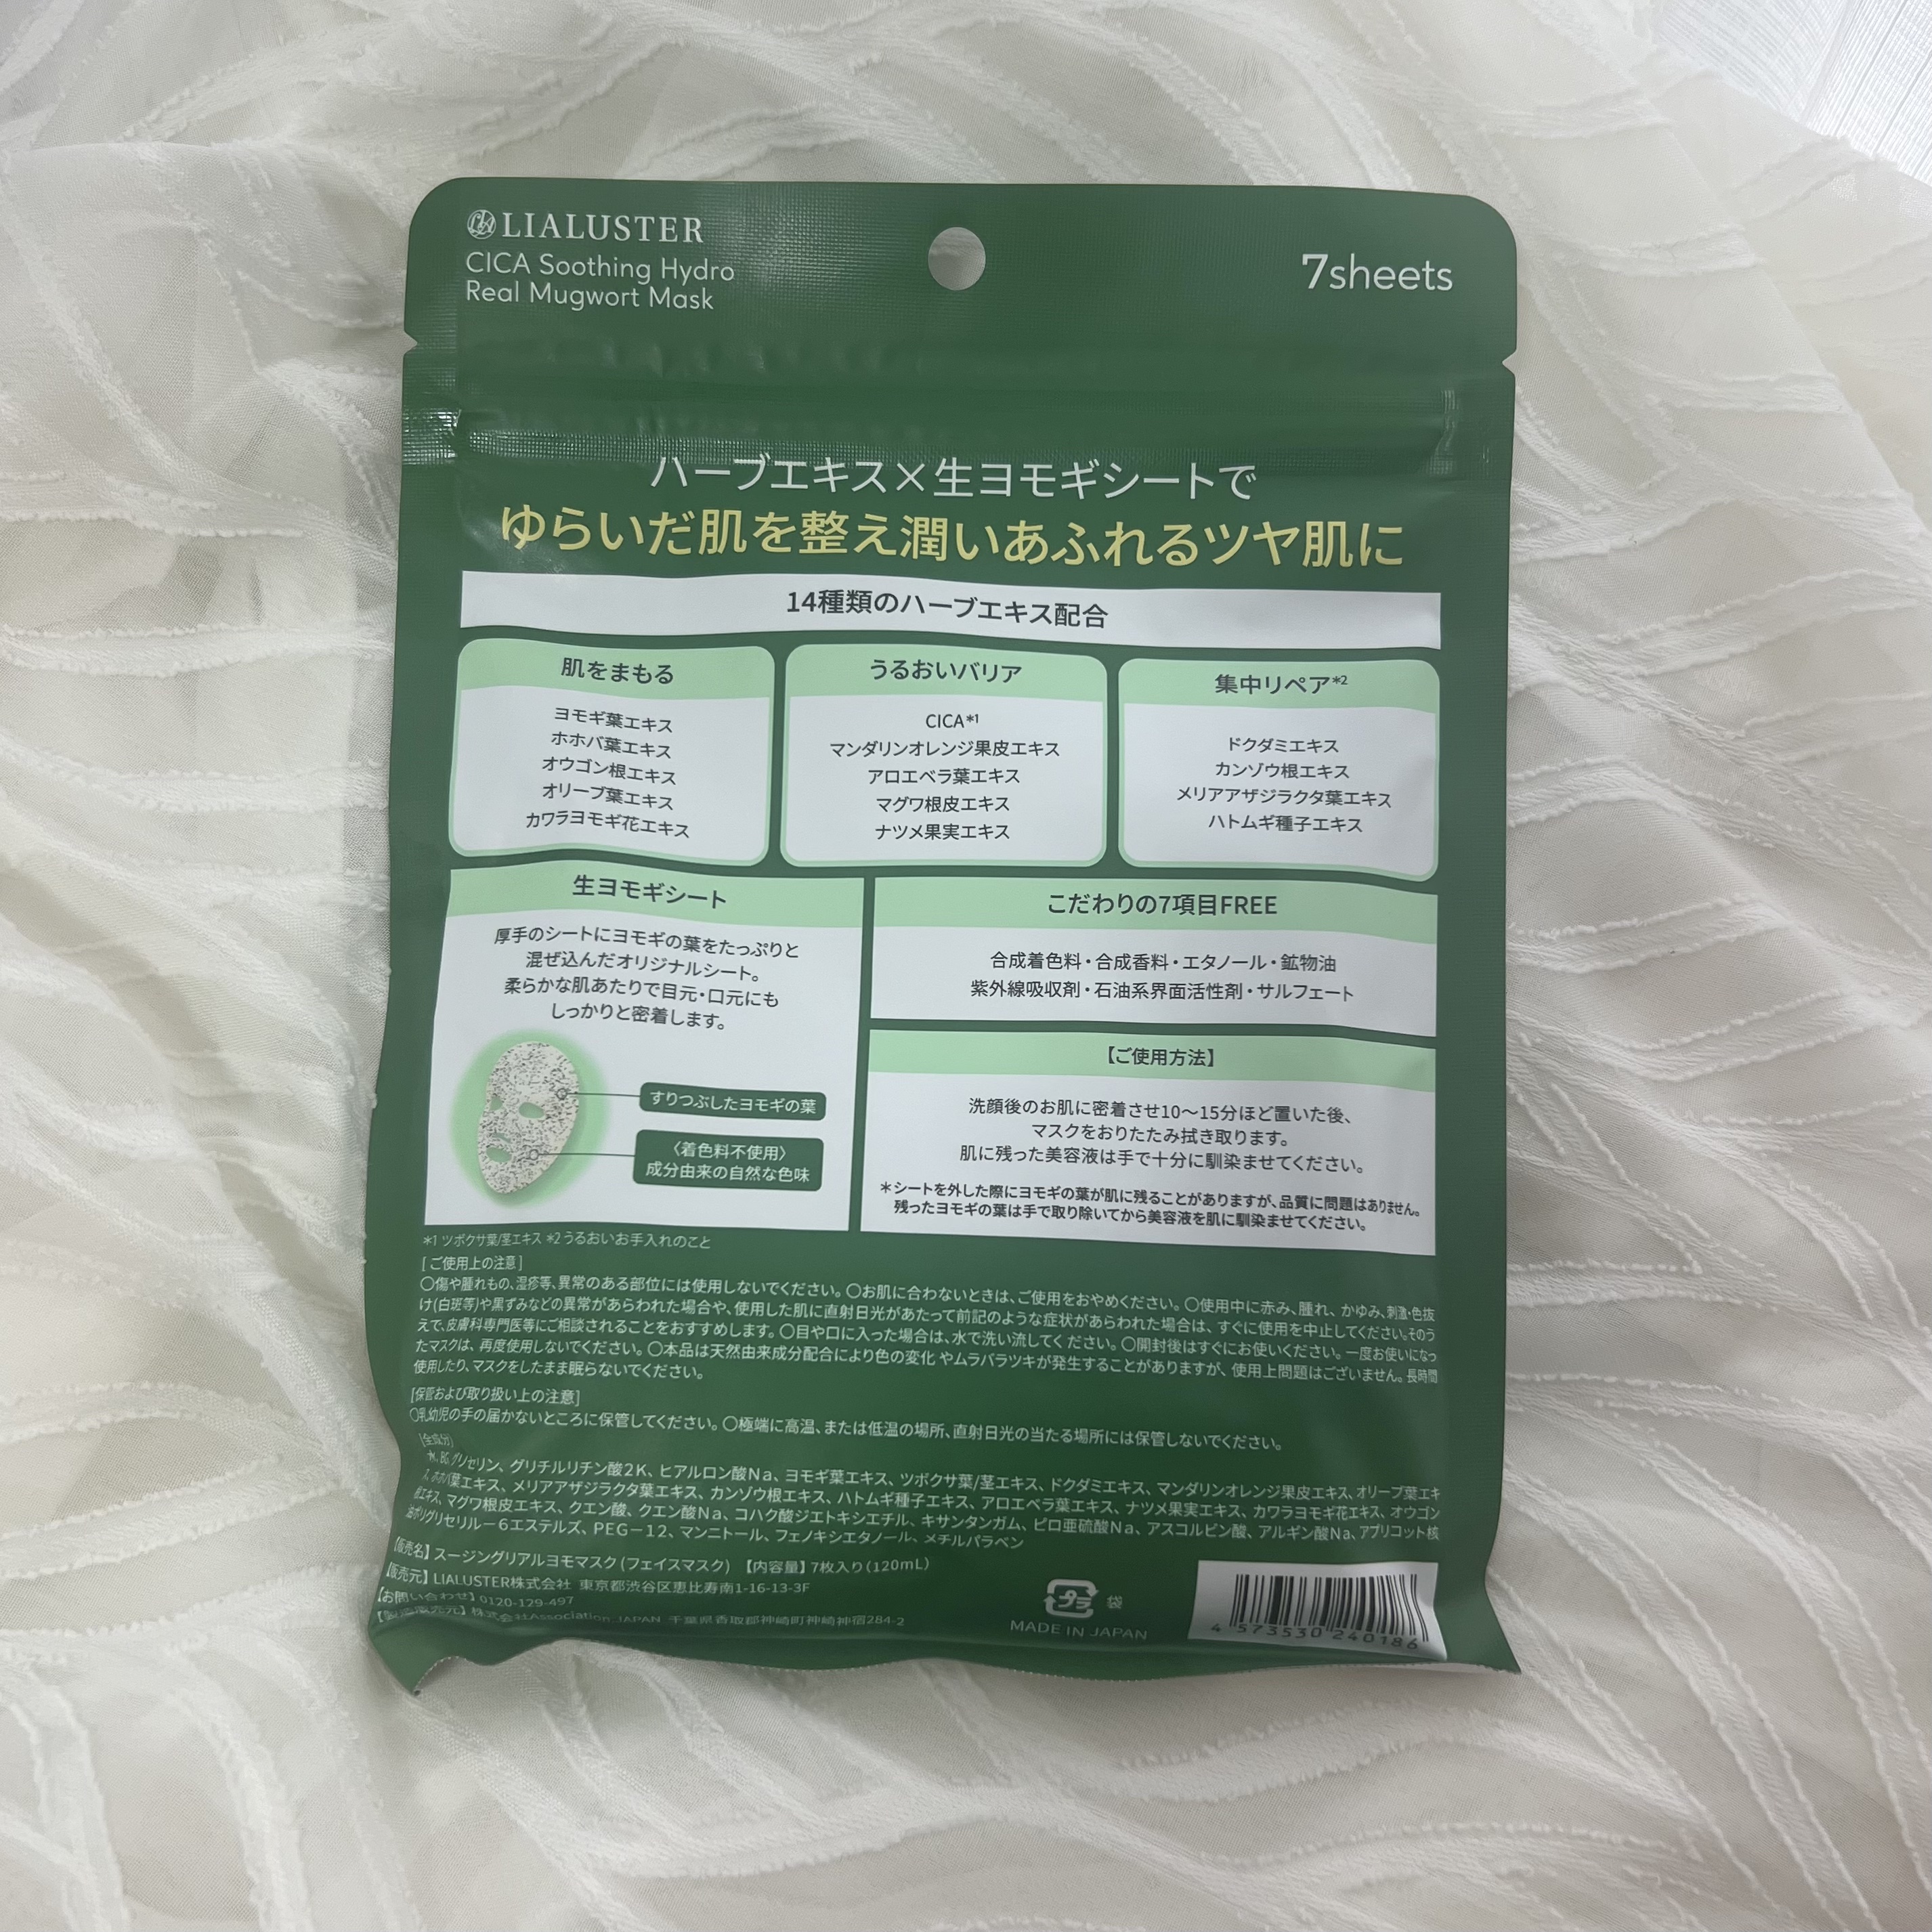 LIALUSTER
CICA Soothing Hydro
Real Mugwort Mask
7sheets
ハーブエキス×生ヨモギシートで
ゆらいだ肌を整え潤いあふれるツヤ肌に
14種類のハーブエキス配合
肌をまもる
ヨモギ葉エキス
ホホバ葉エキス
オウゴン根エキス
オリーブ葉エキス
カワラヨモギ花エキス
うるおいバリア
CICA*1
マンダリンオレンジ果皮エキス
アロエベラ葉エキス
マグワ根皮エキス
ナツメ果実エキス
集中リペア*2
ドクダミエキス
カンゾウ根エキス
メリアアザジラクタ葉エキス
ハトムギ種子エキス
生ヨモギシート
厚手のシートにヨモギの葉をたっぷりと
混ぜ込んだオリジナルシート。
柔らかな肌あたりで目元・口元にも
しっかりと密着します。
すりつぶしたヨモギの葉
〈着色料不使用〉
成分由来の自然な色味
こだわりの7項目FREE
合成着色料・合成香料・エタノール・鉱物油
紫外線吸収剤・石油系界面活性剤・サルフェート
【ご使用方法】
洗顔後のお肌に密着させ10〜15分ほど置いた後、
マスクをおりたたみ拭き取ります。
肌に残った美容液は手で十分に馴染ませてください。
＊シートを外した際にヨモギの葉が肌に残ることがありますが、品質に問題はありません。
残ったヨモギの葉は手で取り除いてから美容液を肌に馴染ませてください。
*1 ツボクサ葉/茎エキス *2 うるおいお手入れのこと
[ご使用上の注意]
〇傷や腫れもの、湿疹等、異常のある部位には使用しないでください。〇お肌に合わないときは、ご使用をおやめください。〇使用中に赤み、腫れ、かゆみ、刺激・色抜
け(白斑等)や黒ずみなどの異常があらわれた場合や、使用した肌に直射日光があたって前記のような症状があらわれた場合は、すぐに使用を中止してください。そのう
えで、皮膚科専門医等にご相談されることをおすすめします。〇目や口に入った場合は、水で洗い流してください。〇開封後はすぐにお使いください。一度お使いになっ
たマスクは、再度使用しないでください。〇本品は天然由来成分配合により色の変化やムラバラツキが発生することがありますが、使用上問題はございません。長時間
使用したり、マスクをしたまま眠らないでください。
[保管および取り扱い上の注意]
〇乳幼児の手の届かないところに保管してください。〇極端に高温、または低温の場所、直射日光の当たる場所には保管しないでください。
[全成分]
水、BG、グリセリン、グリチルリチン酸2K、ヒアルロン酸Na、ヨモギ葉エキス、ツボクサ葉/茎エキス、ドクダミエキス、マンダリンオレンジ果皮エキス、オリーブ葉エキ
ス、ホホバ葉エキス、メリアアザジラクタ葉エキス、カンゾウ根エキス、ハトムギ種子エキス、アロエベラ葉エキス、ナツメ果実エキス、カワラヨモギ花エキス、オウゴン
根エキス、マグワ根皮エキス、クエン酸、クエン酸Na、コハク酸ジエトキシエチル、キサンタンガム、ピロ亜硫酸Na、アスコルビン酸、アルギン酸Na、アプリコット核
油ポリグリセリル－6エステルズ、PEG－12、マンニトール、フェノキシエタノール、メチルパラベン
【販売名】スージングリアルヨモマスク(フェイスマスク) 【内容量】7枚入り(120mL)
【販売元】LIALUSTER株式会社 東京都渋谷区恵比寿南1-16-13-3F
【お問い合わせ】0120-129-497
【製造販売元】株式会社Association JAPAN 千葉県香取郡神崎町神崎神宿284-2
プラ
袋
MADE IN JAPAN
4 573530 240186